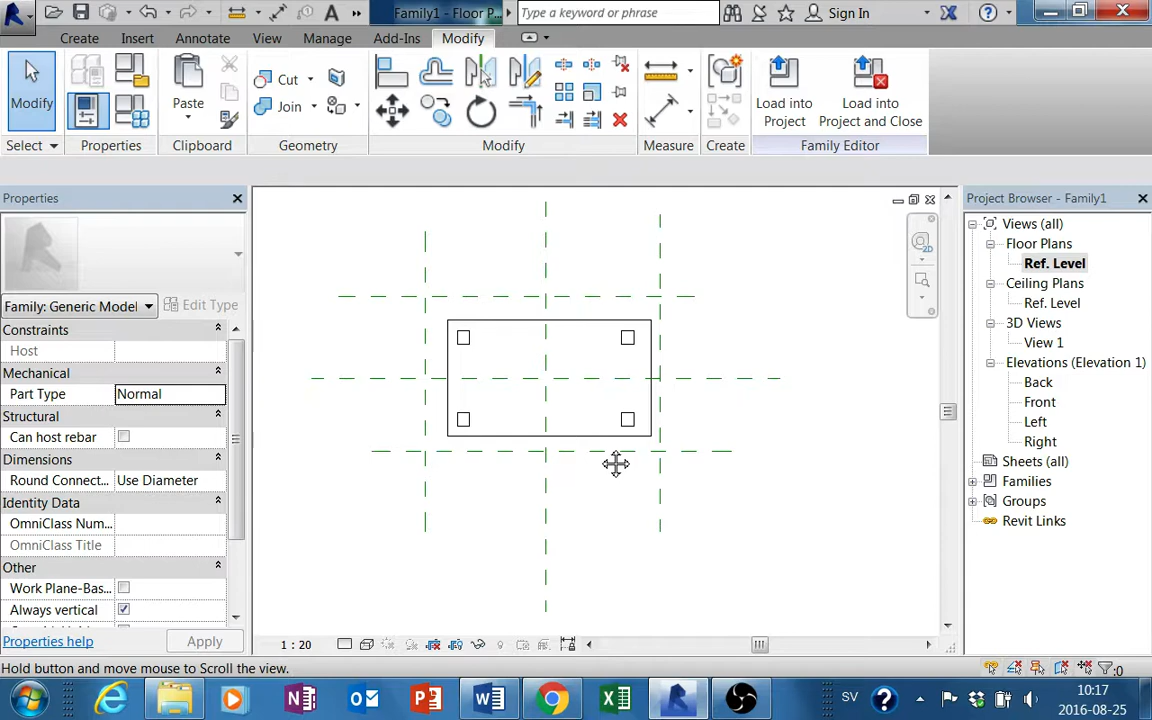 Family1 - Floor P...
Type a keyword or phrase
Sign In
Create Insert Annotate View Manage Add-Ins Modify
Modify
Paste
Cut
Join
Load into Project
Load into Project and Close
Select Properties Clipboard Geometry Modify Measure Create Family Editor
Properties
Family: Generic Model
Edit Type
Constraints
Host
Mechanical
Part Type Normal
Structural
Can host rebar
Dimensions
Round Connect... Use Diameter
Identity Data
OmniClass Num...
OmniClass Title
Other
Work Plane-Bas...
Always vertical
Properties help
Apply
2D
1 : 20
Project Browser - Family1
Views (all)
Floor Plans
Ref. Level
Ceiling Plans
Ref. Level
3D Views
View 1
Elevations (Elevation 1)
Back
Front
Left
Right
Sheets (all)
Families
Groups
Revit Links
Hold button and move mouse to Scroll the view.
:0
SV
10:17
2016-08-25